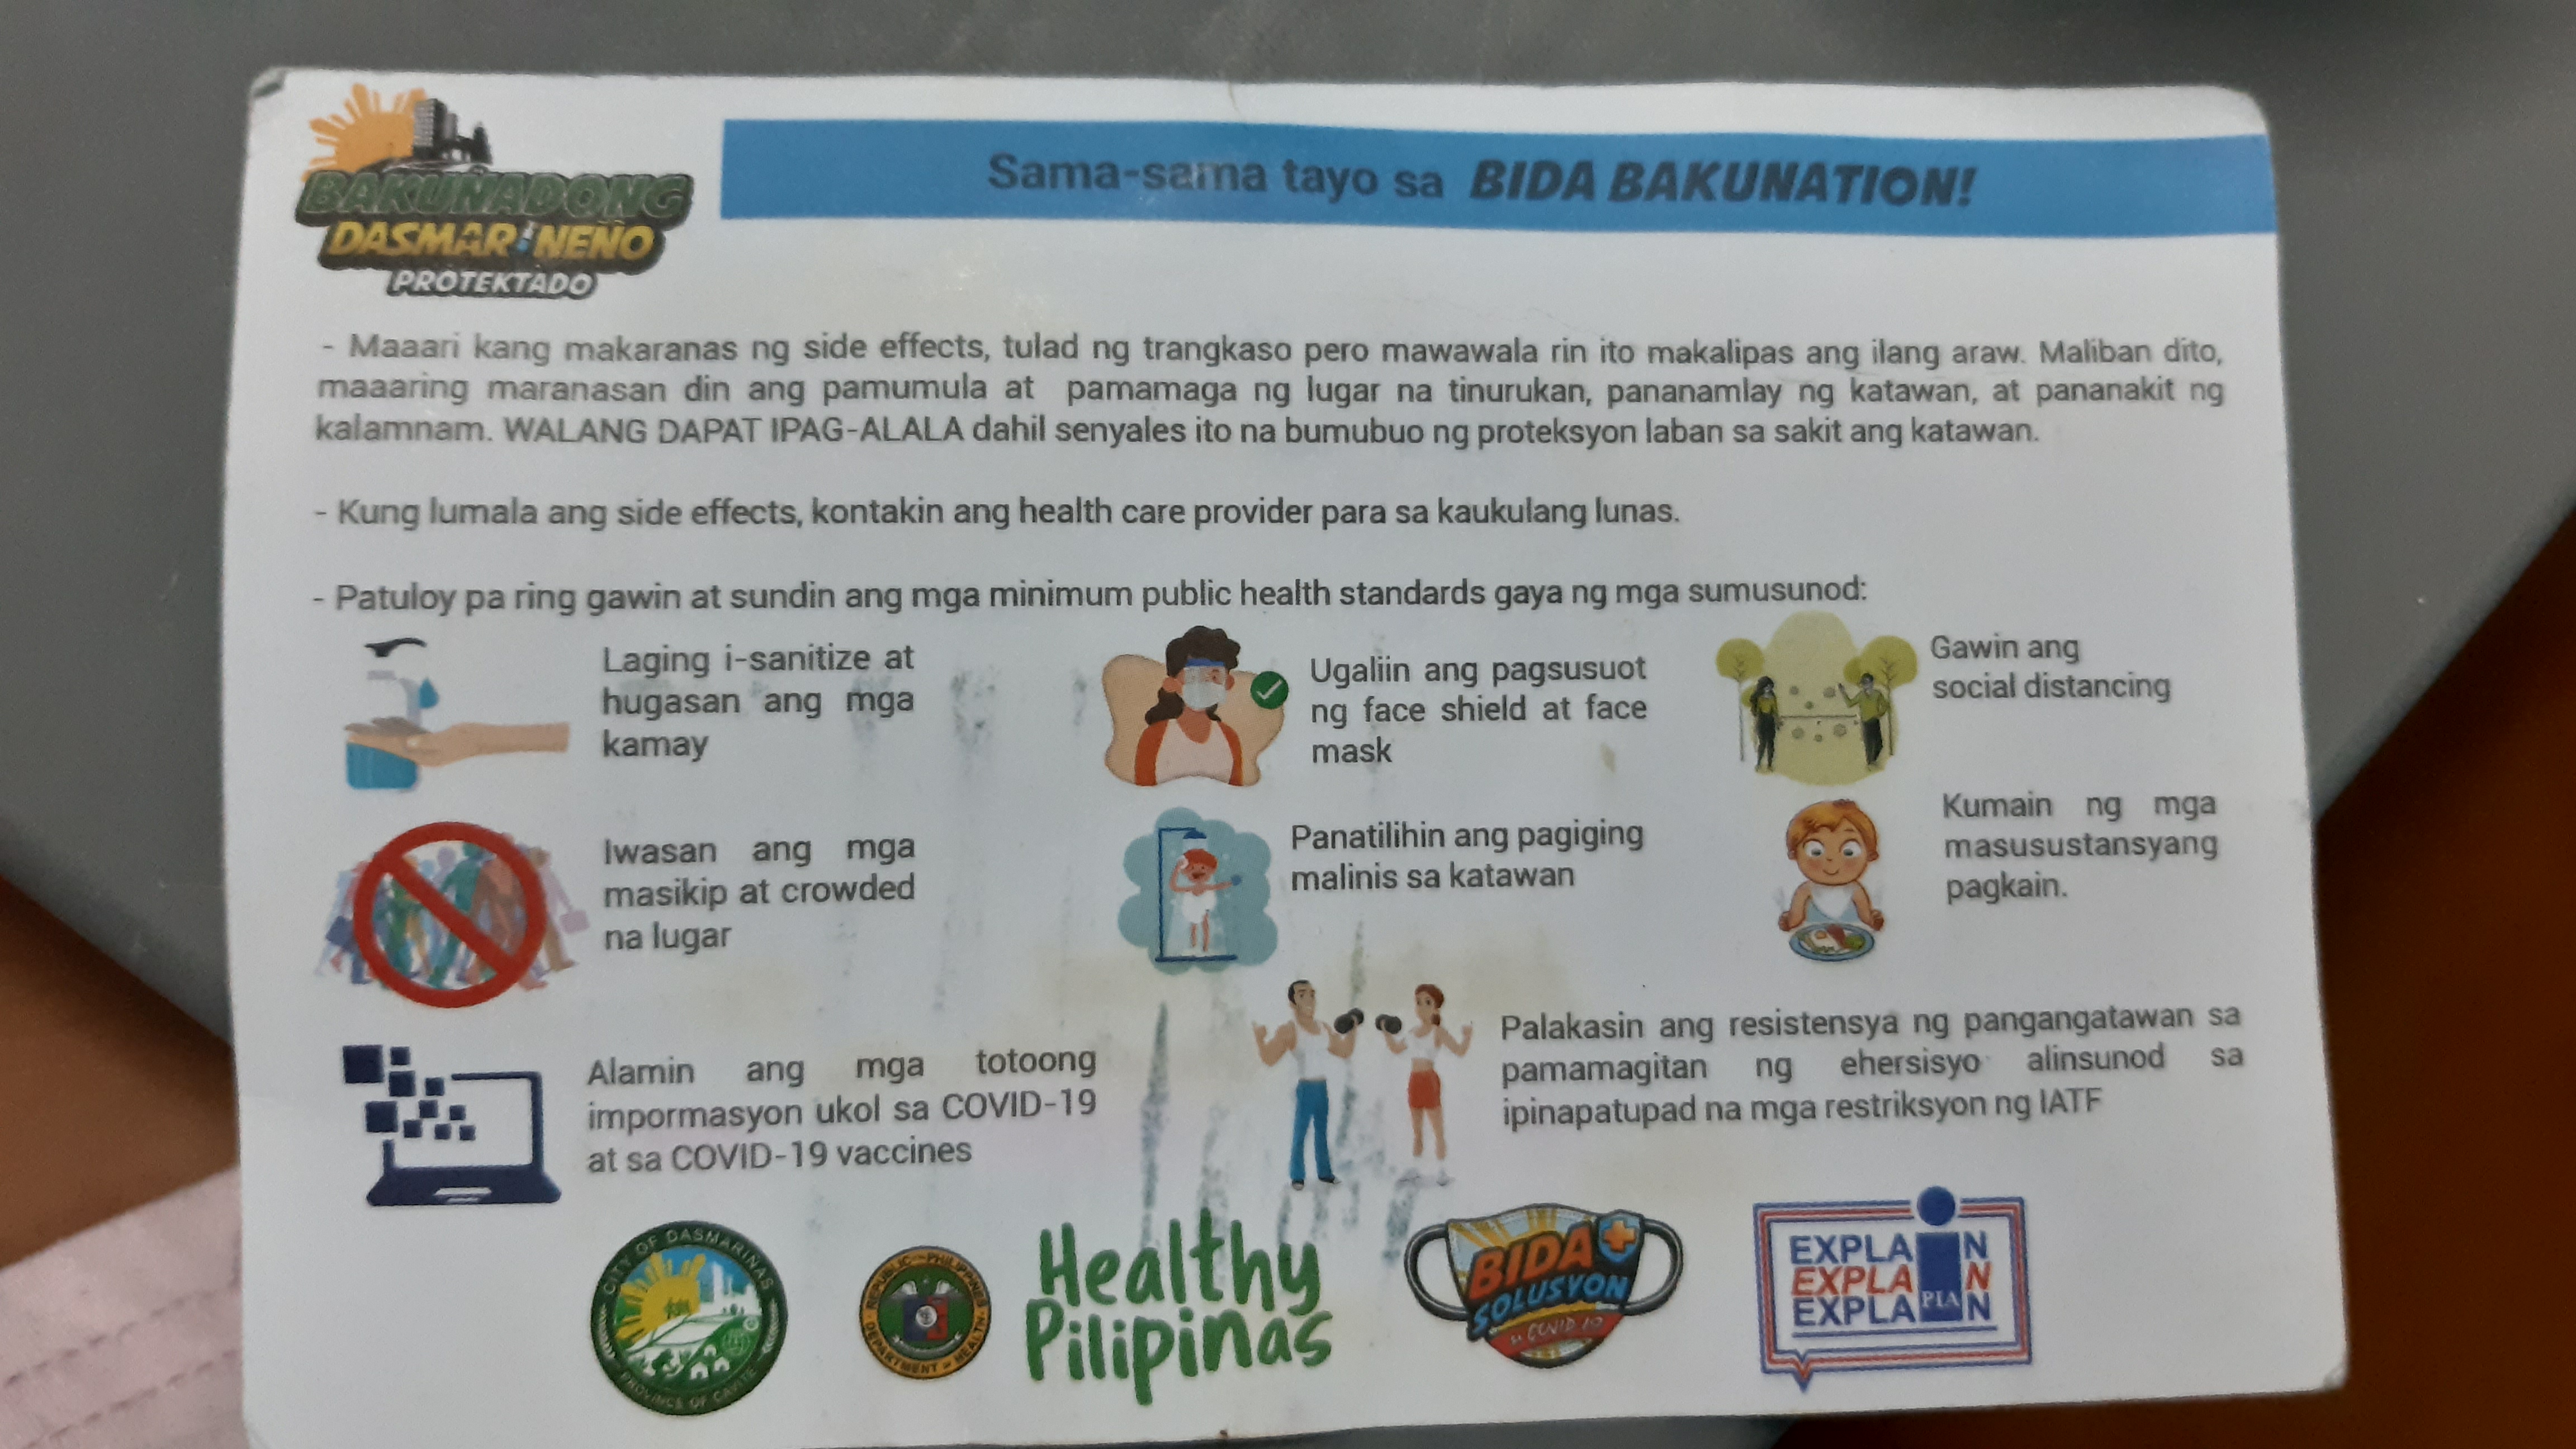 BAKUNADONG
DASMARINEÑO
PROTEKTADO
Sama-sama tayo sa BIDA BAKUNATION!
- Maaari kang makaranas ng side effects, tulad ng trangkaso pero mawawala rin ito makalipas ang ilang araw. Maliban dito,
maaaring maranasan din ang pamumula at pamamaga ng lugar na tinurukan, pananamlay ng katawan, at pananakit ng
kalamnam. WALANG DAPAT IPAG-ALALA dahil senyales ito na bumubuo ng proteksyon laban sa sakit ang katawan.
- Kung lumala ang side effects, kontakin ang health care provider para sa kaukulang lunas.
- Patuloy pa ring gawin at sundin ang mga minimum public health standards gaya ng mga sumusunod:
Laging i-sanitize at
hugasan ang mga
kamay
Ugaliin ang pagsusuot
ng face shield at face
mask
Gawin ang
social distancing
Iwasan ang mga
masikip at crowded
na lugar
Panatilihin ang pagiging
malinis sa katawan
Kumain ng mga
masusustansyang
pagkain.
Alamin ang mga totoong
impormasyon ukol sa COVID-19
at sa COVID-19 vaccines
Palakasin ang resistensya ng pangangatawan sa
pamamagitan ng ehersisyo alinsunod sa
ipinapatupad na mga restriksyon ng IATF
CITY OF DASMARIÑAS
PROVINCE OF CAVITE
REPUBLIC OF THE PHILIPPINES
DEPARTMENT OF HEALTH
Healthy
Pilipinas
BIDA
SOLUSYON
sa COVID-19
EXPLAIN
EXPLAIN
EXPLAIN
PIA